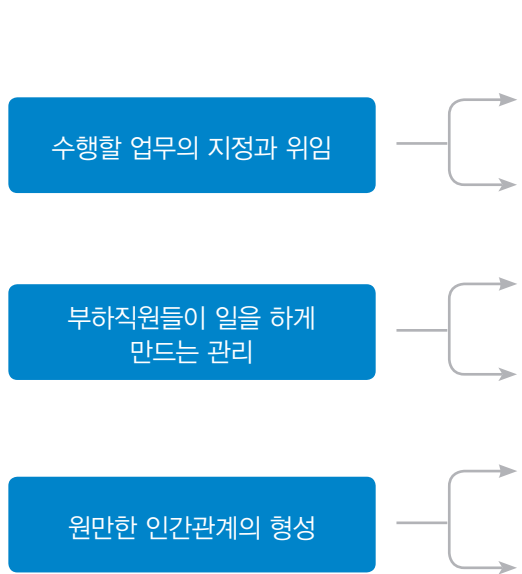 수행할 업무의 지정과 위임
부하직원들이 일을 하게
만드는 관리
원만한 인간관계의 형성